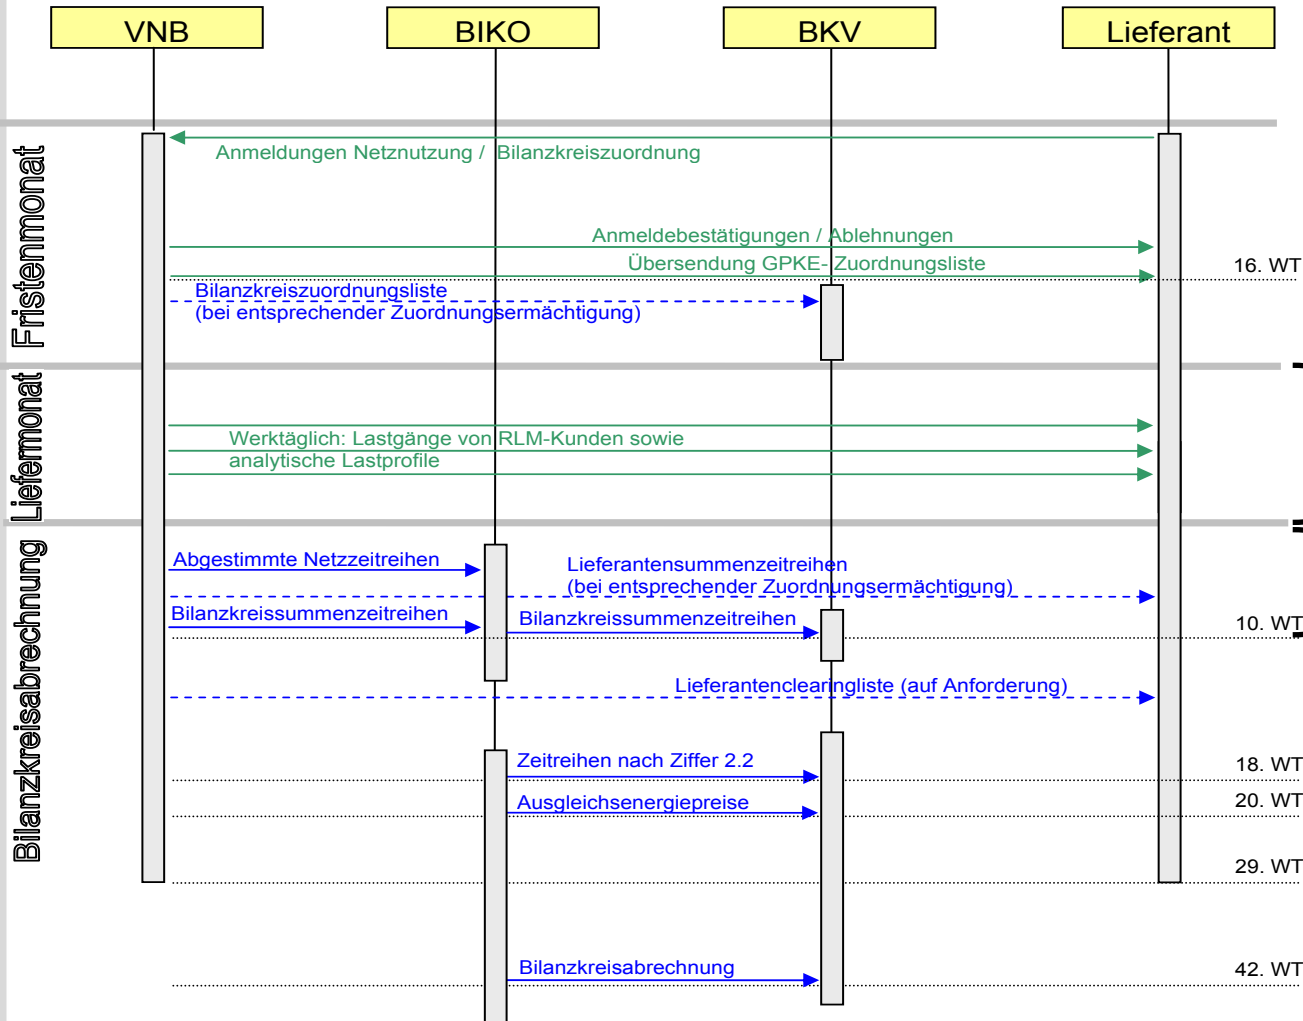 VNB
BIKO
BKV
Lieferant
Fristenmonat
Anmeldungen Netznutzung / Bilanzkreiszuordnung
Anmeldebestätigungen / Ablehnungen
Übersendung GPKE- Zuordnungsliste
16. WT
Bilanzkreiszuordnungsliste
(bei entsprechender Zuordnungsermächtigung)
Liefermonat
Werktäglich: Lastgänge von RLM-Kunden sowie
analytische Lastprofile
Bilanzkreisabrechnung
Abgestimmte Netzzeitreihen
Lieferantensummenzeitreihen
(bei entsprechender Zuordnungsermächtigung)
Bilanzkreissummenzeitreihen
Bilanzkreissummenzeitreihen
10. WT
Lieferantenclearingliste (auf Anforderung)
Zeitreihen nach Ziffer 2.2
18. WT
Ausgleichsenergiepreise
20. WT
29. WT
Bilanzkreisabrechnung
42. WT